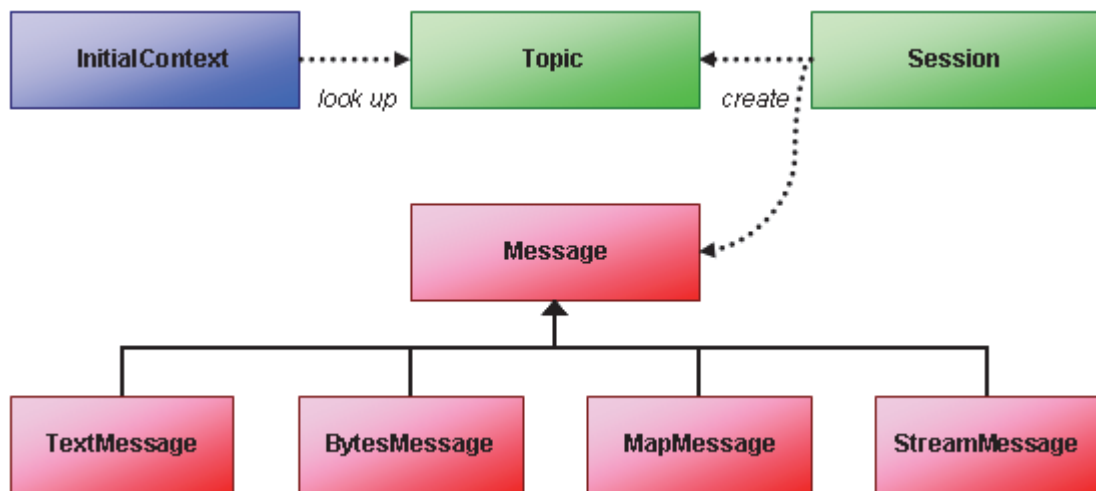 InitialContext
Topic
Session
look up
create
Message
TextMessage
BytesMessage
MapMessage
StreamMessage